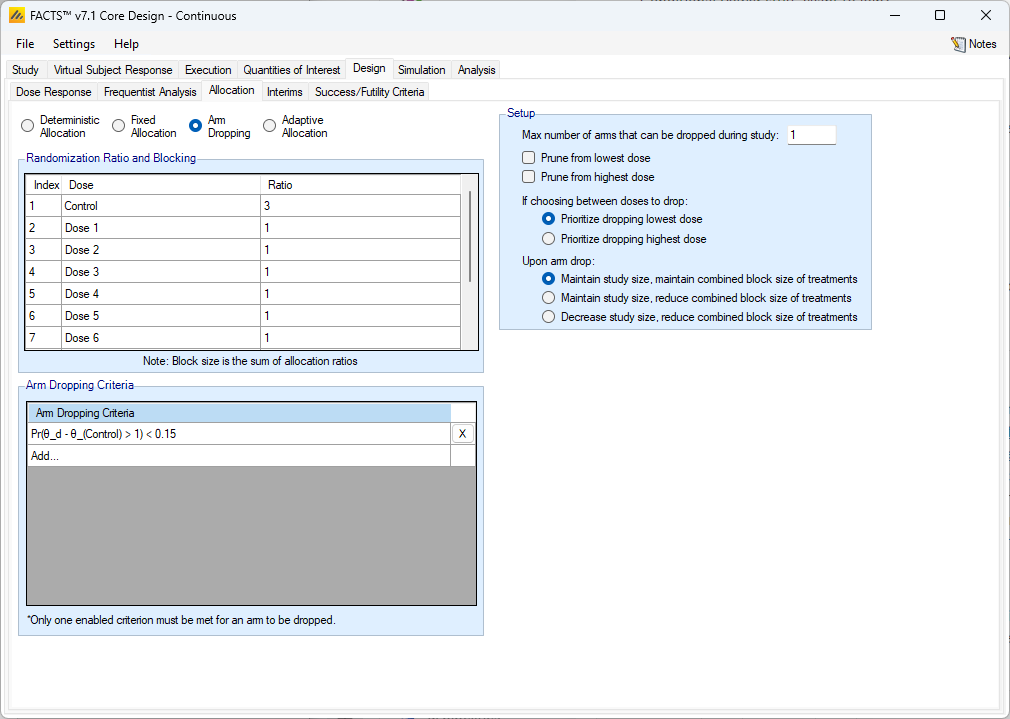 FACTS™ v7.1 Core Design - Continuous
File Settings Help Notes
Study Virtual Subject Response Execution Quantities of Interest Design Simulation Analysis
Dose Response Frequentist Analysis Allocation Interims Success/Futility Criteria
Deterministic Allocation
Fixed Allocation
Arm Dropping
Adaptive Allocation
Randomization Ratio and Blocking
Index Dose Ratio
1 Control 3
2 Dose 1 1
3 Dose 2 1
4 Dose 3 1
5 Dose 4 1
6 Dose 5 1
7 Dose 6 1
Note: Block size is the sum of allocation ratios
Arm Dropping Criteria
Arm Dropping Criteria
Pr(θ_d - θ_(Control) > 1) < 0.15 X
Add...
*Only one enabled criterion must be met for an arm to be dropped.
Setup
Max number of arms that can be dropped during study: 1
Prune from lowest dose
Prune from highest dose
If choosing between doses to drop:
Prioritize dropping lowest dose
Prioritize dropping highest dose
Upon arm drop:
Maintain study size, maintain combined block size of treatments
Maintain study size, reduce combined block size of treatments
Decrease study size, reduce combined block size of treatments